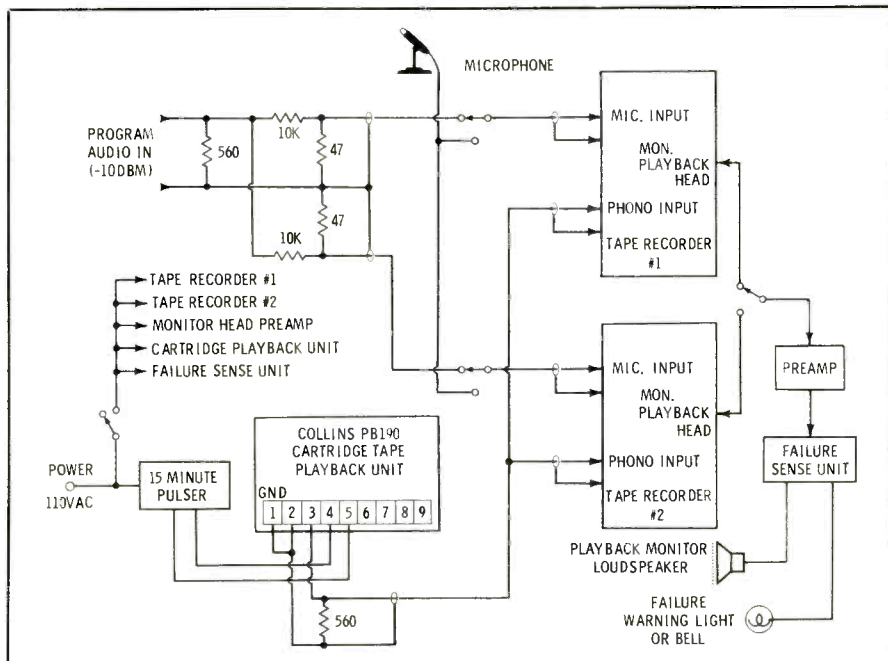 MICROPHONE
PROGRAM
AUDIO IN
(-10DBM)
560
10K
47
47
10K
MIC. INPUT
MON.
PLAYBACK
HEAD
PHONO INPUT
TAPE RECORDER
#1
TAPE RECORDER #1
TAPE RECORDER #2
MONITOR HEAD PREAMP
CARTRIDGE PLAYBACK UNIT
FAILURE SENSE UNIT
MIC. INPUT
MON.
PLAYBACK
HEAD
PHONO INPUT
TAPE RECORDER
#2
PREAMP
FAILURE
SENSE UNIT
POWER
110VAC
15 MINUTE
PULSER
COLLINS PB190
CARTRIDGE TAPE
PLAYBACK UNIT
GND
1 2 3 4 5 6 7 8 9
560
PLAYBACK MONITOR
LOUDSPEAKER
FAILURE
WARNING LIGHT
OR BELL